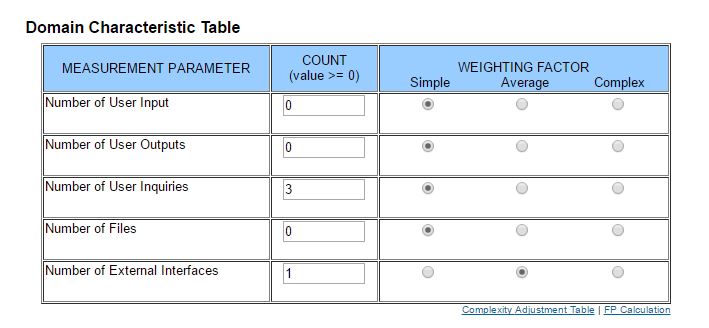 Domain Characteristic Table
MEASUREMENT PARAMETER
COUNT
(value >= 0)
WEIGHTING FACTOR
Simple Average Complex
Number of User Input 0
Number of User Outputs 0
Number of User Inquiries 3
Number of Files 0
Number of External Interfaces 1
Complexity Adjustment Table | FP Calculation